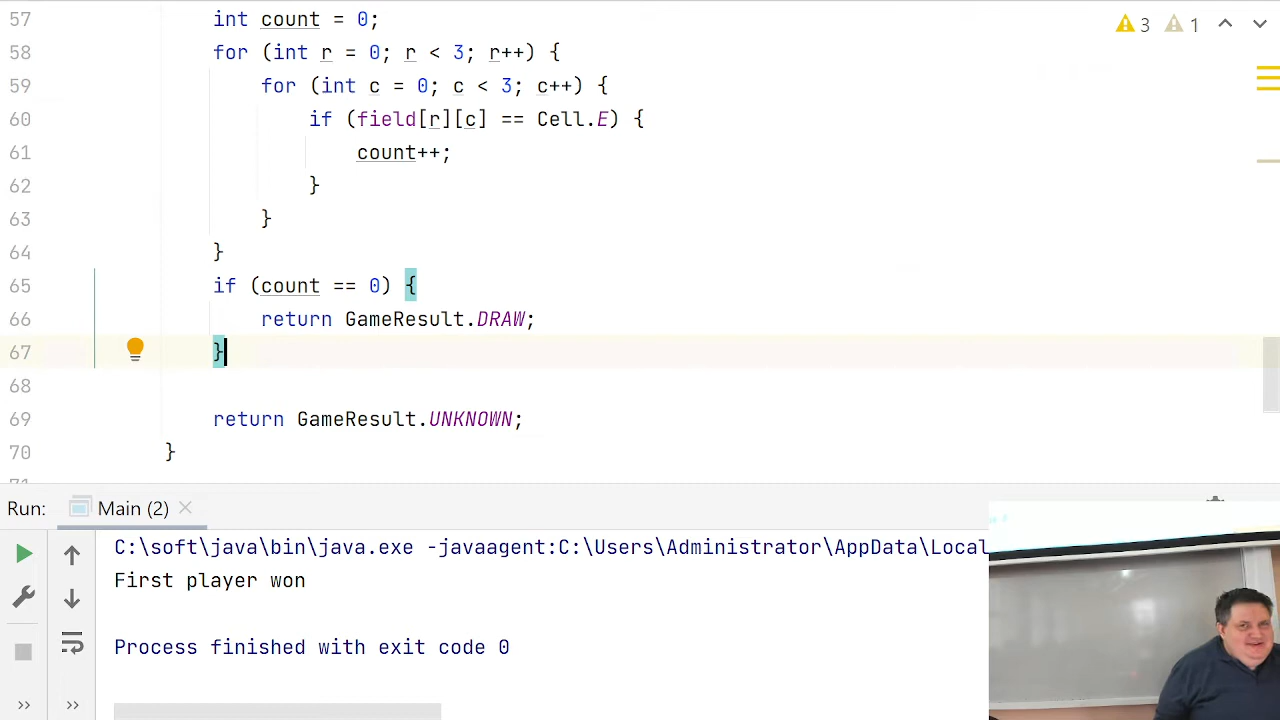 57 int count = 0;
3 1
58 for (int r = 0; r < 3; r++) {
59 for (int c = 0; c < 3; c++) {
60 if (field[r][c] == Cell.E) {
61 count++;
62 }
63 }
64 }
65 if (count == 0) {
66 return GameResult.DRAW;
67 }
68
69 return GameResult.UNKNOWN;
70 }
71
Run: Main (2)
C:\soft\java\bin\java.exe -javaagent:C:\Users\Administrator\AppData\Local
First player won
Process finished with exit code 0